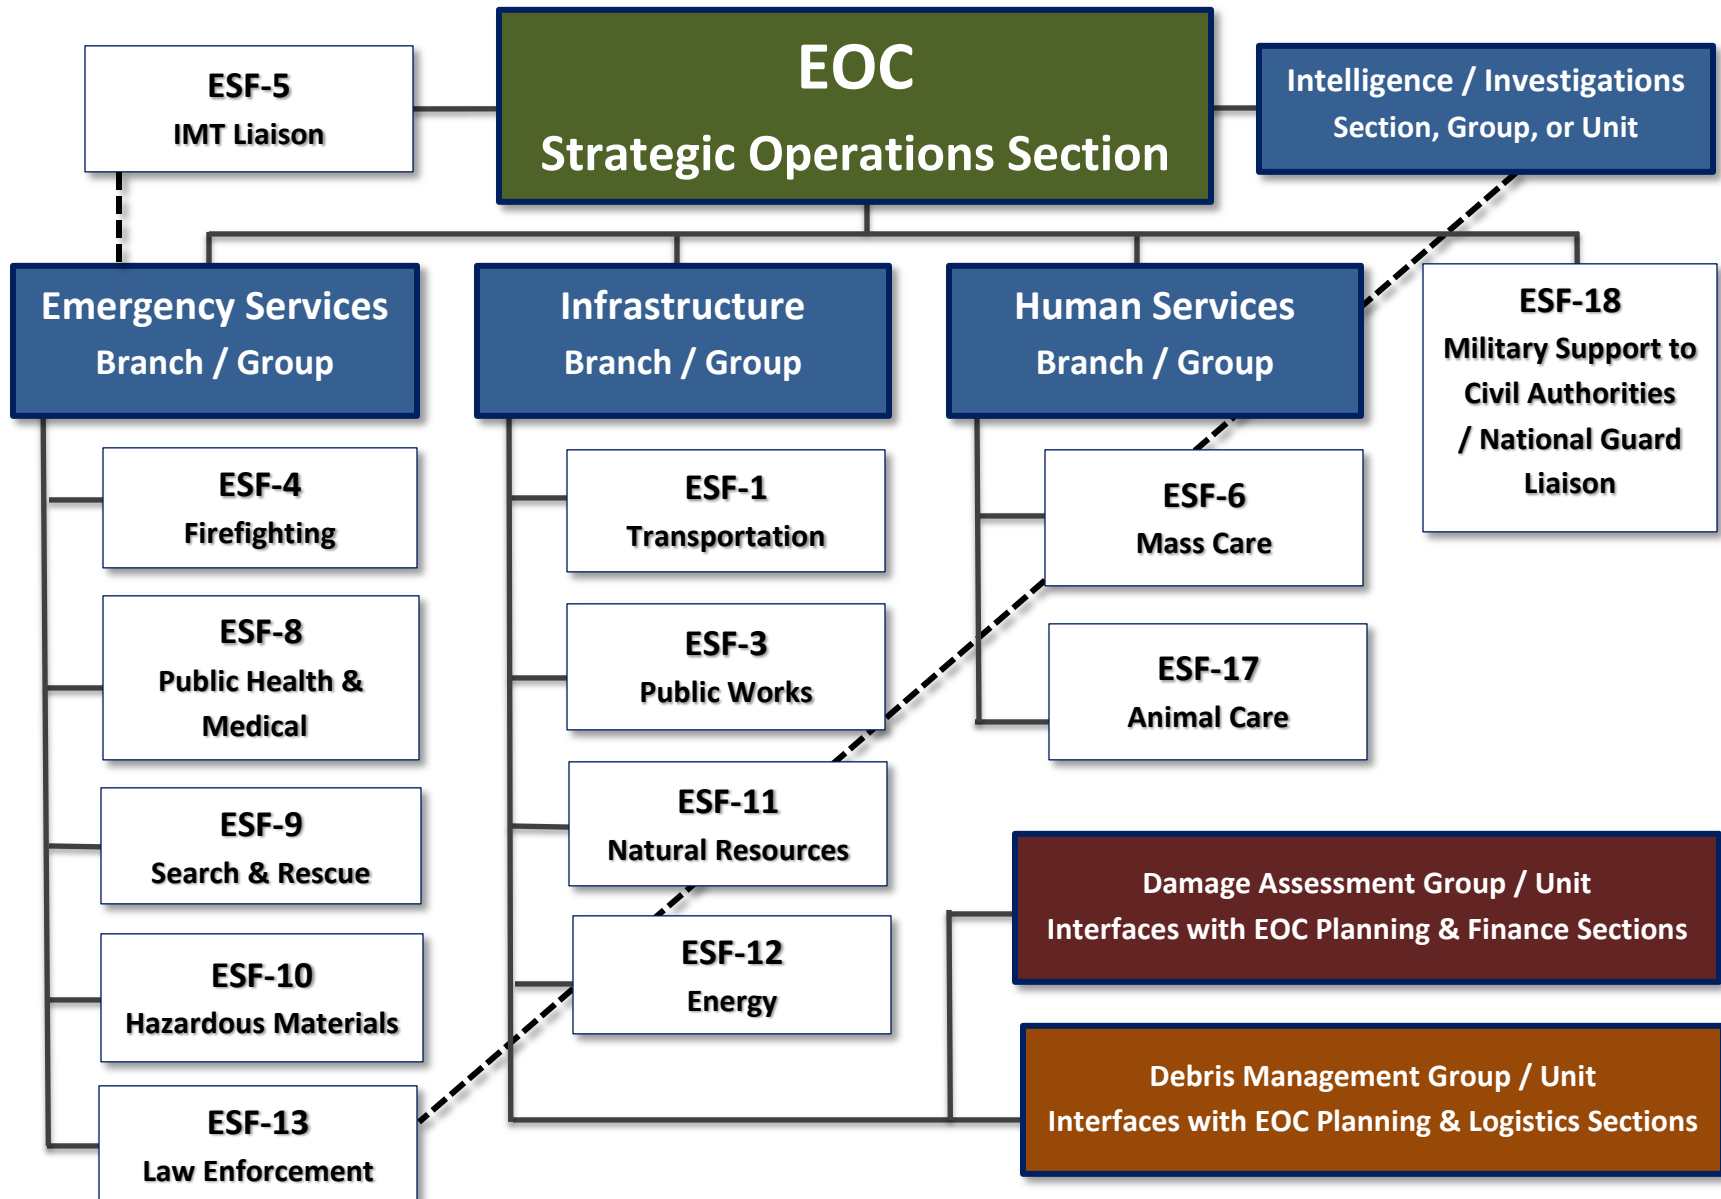 ESF-5
IMT Liaison
EOC
Strategic Operations Section
Intelligence / Investigations
Section, Group, or Unit
Emergency Services
Branch / Group
Infrastructure
Branch / Group
Human Services
Branch / Group
ESF-18
Military Support to
Civil Authorities
/ National Guard
Liaison
ESF-4
Firefighting
ESF-8
Public Health &
Medical
ESF-9
Search & Rescue
ESF-10
Hazardous Materials
ESF-13
Law Enforcement
ESF-1
Transportation
ESF-3
Public Works
ESF-11
Natural Resources
ESF-12
Energy
ESF-6
Mass Care
ESF-17
Animal Care
Damage Assessment Group / Unit
Interfaces with EOC Planning & Finance Sections
Debris Management Group / Unit
Interfaces with EOC Planning & Logistics Sections